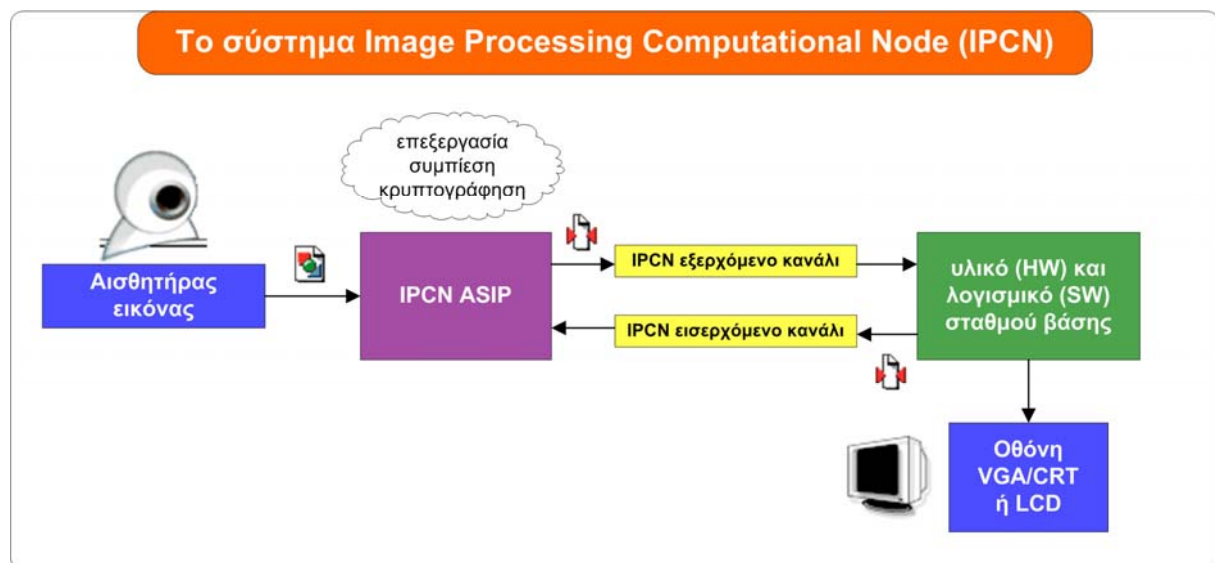 Το σύστημα Image Processing Computational Node (IPCN)
επεξεργασία
συμπίεση
κρυπτογράφηση
Αισθητήρας
εικόνας
IPCN ASIP
IPCN εξερχόμενο κανάλι
IPCN εισερχόμενο κανάλι
υλικό (HW) και
λογισμικό (SW)
σταθμού βάσης
Οθόνη
VGA/CRT
ή LCD